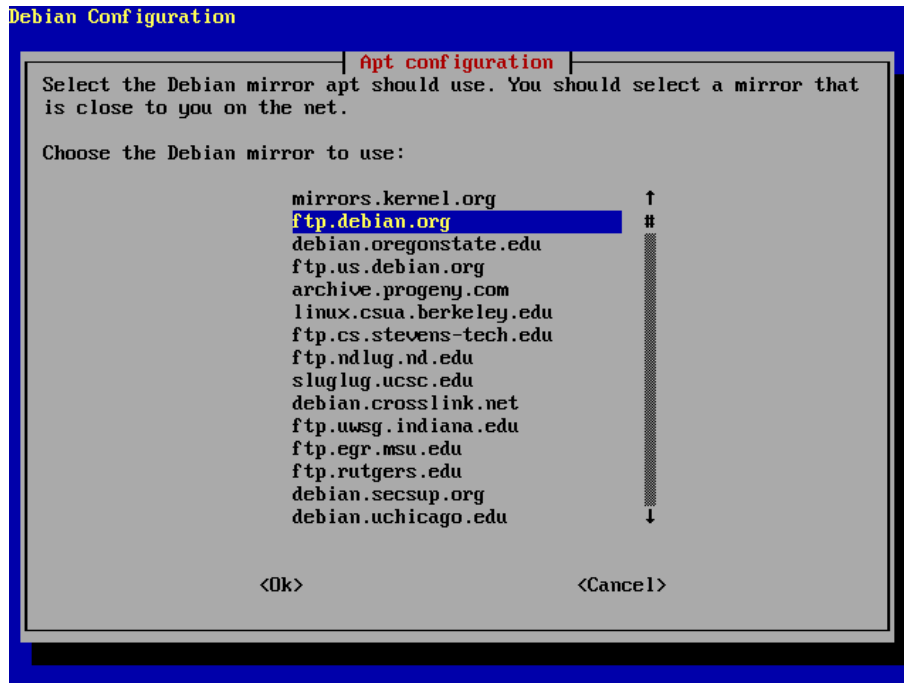 Debian Configuration
Apt configuration
Select the Debian mirror apt should use. You should select a mirror that
is close to you on the net.
Choose the Debian mirror to use:
mirrors.kernel.org ↑
ftp.debian.org #
debian.oregonstate.edu
ftp.us.debian.org
archive.progeny.com
linux.csua.berkeley.edu
ftp.cs.stevens-tech.edu
ftp.ndlug.nd.edu
sluglug.ucsc.edu
debian.crosslink.net
ftp.uwsg.indiana.edu
ftp.egr.msu.edu
ftp.rutgers.edu
debian.secsup.org
debian.uchicago.edu ↓
<Ok> <Cancel>